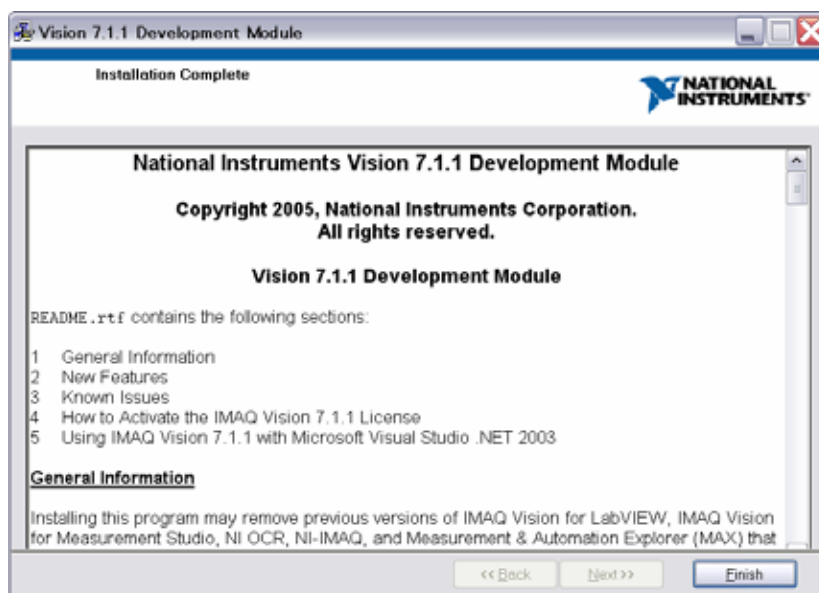 Vision 7.1.1 Development Module
Installation Complete
NATIONAL
INSTRUMENTS
National Instruments Vision 7.1.1 Development Module
Copyright 2005, National Instruments Corporation.
All rights reserved.
Vision 7.1.1 Development Module
README.rtf contains the following sections:
1 General Information
2 New Features
3 Known Issues
4 How to Activate the IMAQ Vision 7.1.1 License
5 Using IMAQ Vision 7.1.1 with Microsoft Visual Studio .NET 2003
General Information
Installing this program may remove previous versions of IMAQ Vision for LabVIEW, IMAQ Vision
for Measurement Studio, NI OCR, NI-IMAQ, and Measurement & Automation Explorer (MAX) that
<< Back Next >> Finish